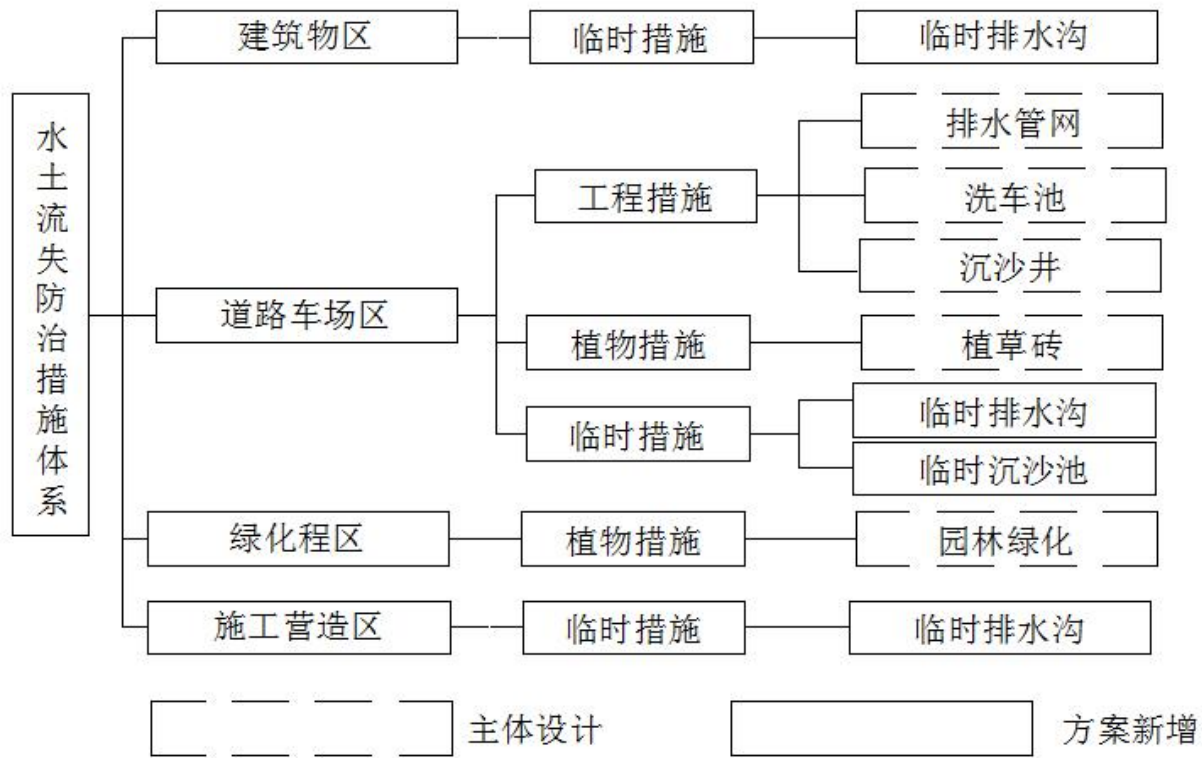 水土流失防治措施体系
建筑物区
临时措施
临时排水沟
道路车场区
工程措施
排水管网
洗车池
沉沙井
植物措施
植草砖
临时措施
临时排水沟
临时沉沙池
绿化程区
植物措施
园林绿化
施工营造区
临时措施
临时排水沟
主体设计
方案新增